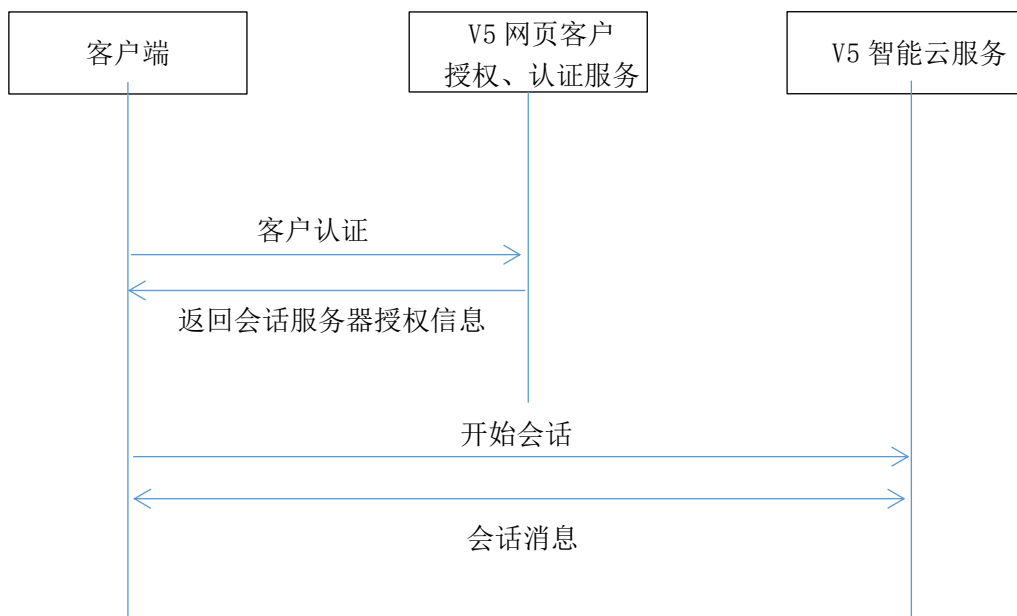 客户端
V5 网页客户
授权、认证服务
V5 智能云服务
客户认证
返回会话服务器授权信息
开始会话
会话消息